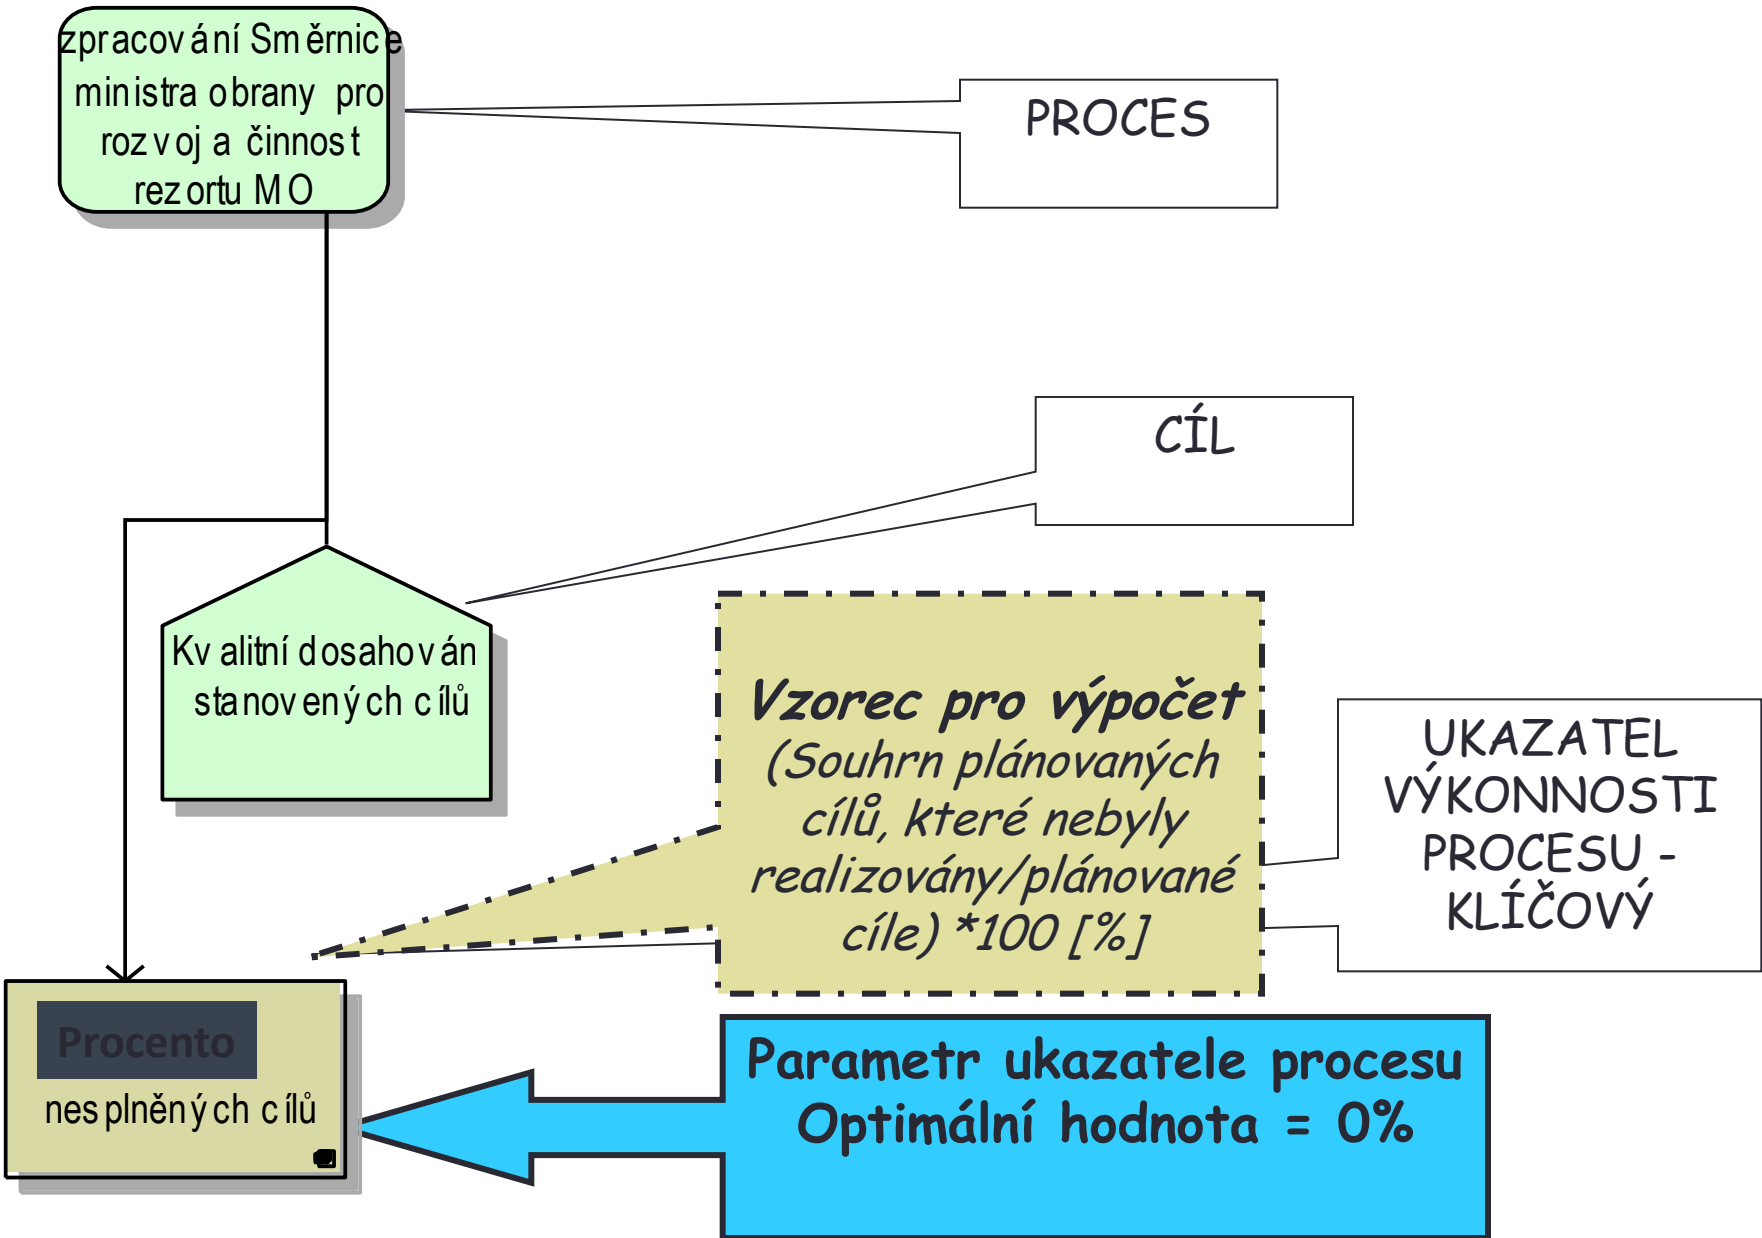 zpracování Směrnice
ministra obrany pro
rozvoj a činnost
rezortu MO
PROCES
CÍL
Kvalitní dosahován
stanovených cílů
Vzorec pro výpočet
(Souhrn plánovaných
cílů, které nebyly
realizovány/plánované
cíle) *100 [%]
UKAZATEL
VÝKONNOSTI
PROCESU -
KLÍČOVÝ
Procento
nesplněných cílů
Parametr ukazatele procesu
Optimální hodnota = 0%